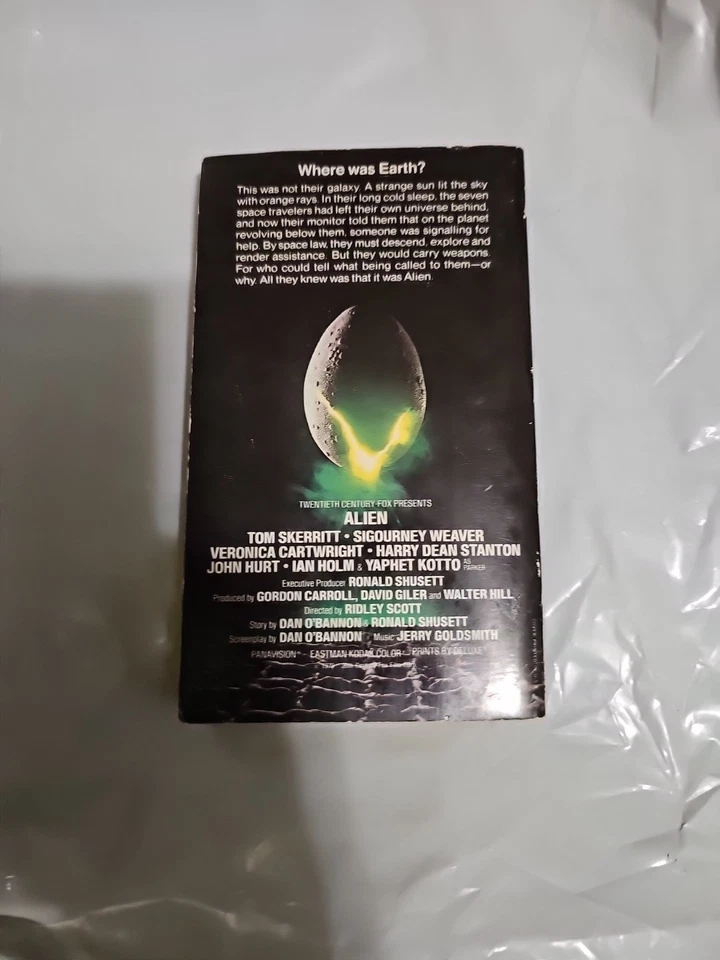 Where was Earth?
This was not their galaxy. A strange sun lit the sky
with orange rays. In their long cold sleep, the seven
space travelers had left their own universe behind,
and now their monitor told them that on the planet
revolving below them, someone was signalling for
help. By space law, they must descend, explore and
render assistance. But they would carry weapons.
For who could tell what being called to them—or
why. All they knew was that it was Alien.
TWENTIETH CENTURY-FOX PRESENTS
ALIEN
TOM SKERRITT • SIGOURNEY WEAVER
VERONICA CARTWRIGHT • HARRY DEAN STANTON
JOHN HURT • IAN HOLM & YAPHET KOTTO AS PARKER
Executive Producer RONALD SHUSETT
Produced by GORDON CARROLL, DAVID GILER and WALTER HILL
Directed by RIDLEY SCOTT
Story by DAN O'BANNON & RONALD SHUSETT
Screenplay by DAN O'BANNON Music JERRY GOLDSMITH
PANAVISION® EASTMAN KODAK COLOR® PRINTS BY DELUXE®